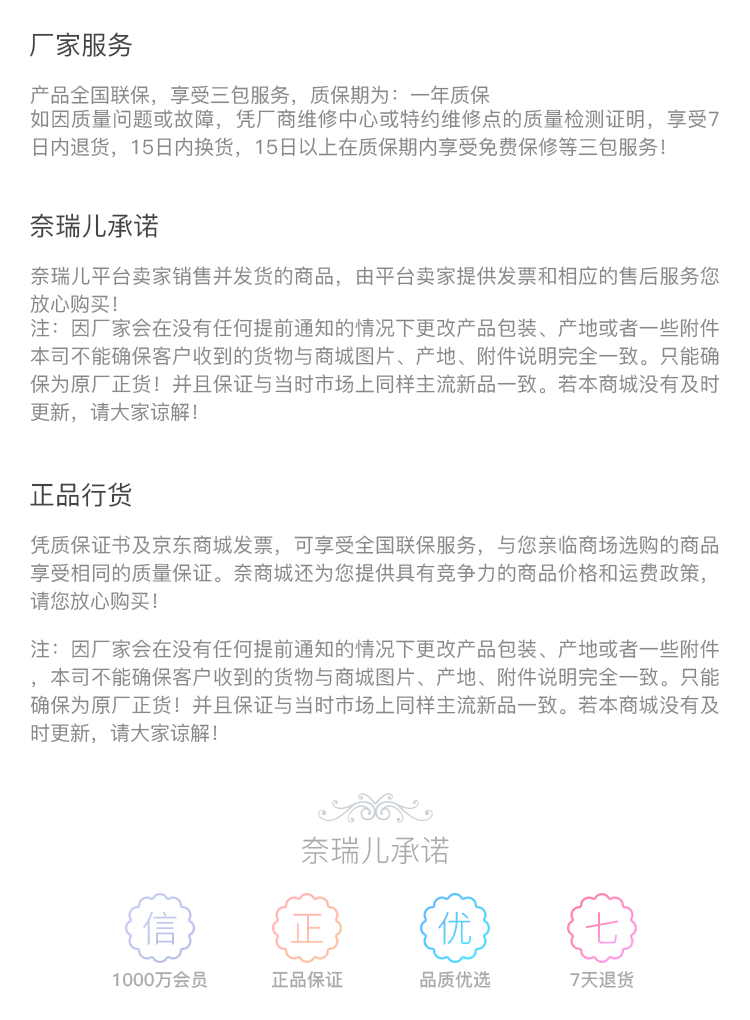 厂家服务
产品全国联保，享受三包服务，质保期为：一年质保
如因质量问题或故障，凭厂商维修中心或特约维修点的质量检测证明，享受7
日内退货，15日内换货，15日以上在质保期内享受免费保修等三包服务！
奈瑞儿承诺
奈瑞儿平台卖家销售并发货的商品，由平台卖家提供发票和相应的售后服务您
放心购买！
注：因厂家会在没有任何提前通知的情况下更改产品包装、产地或者一些附件
本司不能确保客户收到的货物与商城图片、产地、附件说明完全一致。只能确
保为原厂正货！并且保证与当时市场上同样主流新品一致。若本商城没有及时
更新，请大家谅解！
正品行货
凭质保证书及京东商城发票，可享受全国联保服务，与您亲临商场选购的商品
享受相同的质量保证。奈商城还为您提供具有竞争力的商品价格和运费政策，
请您放心购买！
注：因厂家会在没有任何提前通知的情况下更改产品包装、产地或者一些附件
，本司不能确保客户收到的货物与商城图片、产地、附件说明完全一致。只能
确保为原厂正货！并且保证与当时市场上同样主流新品一致。若本商城没有及
时更新，请大家谅解！
奈瑞儿承诺
信 正 优 七
1000万会员 正品保证 品质优选 7天退货